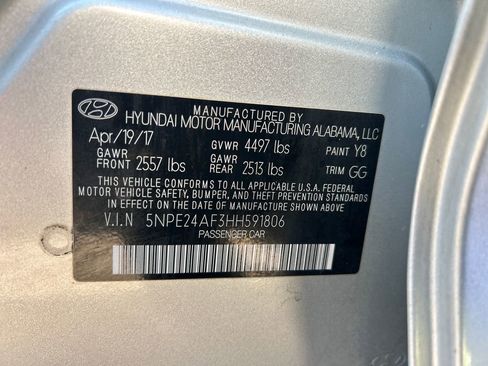 MANUFACTURED BY
HYUNDAI MOTOR MANUFACTURING ALABAMA, LLC
Apr/19/17 GVWR 4497 lbs PAINT Y8
GAWR FRONT 2557 lbs GAWR REAR 2513 lbs TRIM GG
THIS VEHICLE CONFORMS TO ALL APPLICABLE U.S.A. FEDERAL
MOTOR VEHICLE SAFETY, BUMPER, AND THEFT PREVENTION STANDARDS
IN EFFECT ON THE DATE OF MANUFACTURE SHOWN ABOVE.
V.I.N 5NPE24AF3HH591806
PASSENGER CAR